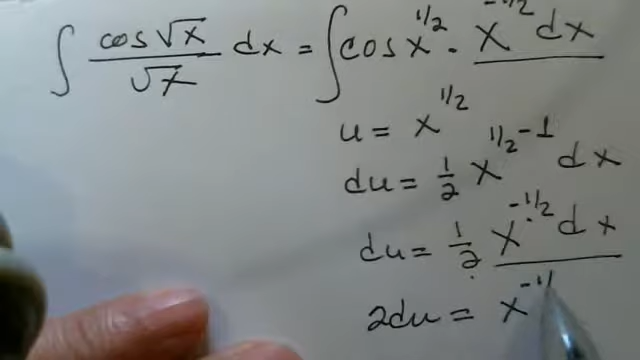 ∫ cos√x / √x dx = ∫ cos x^1/2 · x^-1/2 dx
u = x^1/2
du = 1/2 x^1/2-1 dx
du = 1/2 x^-1/2 dx
2du = x^-1/